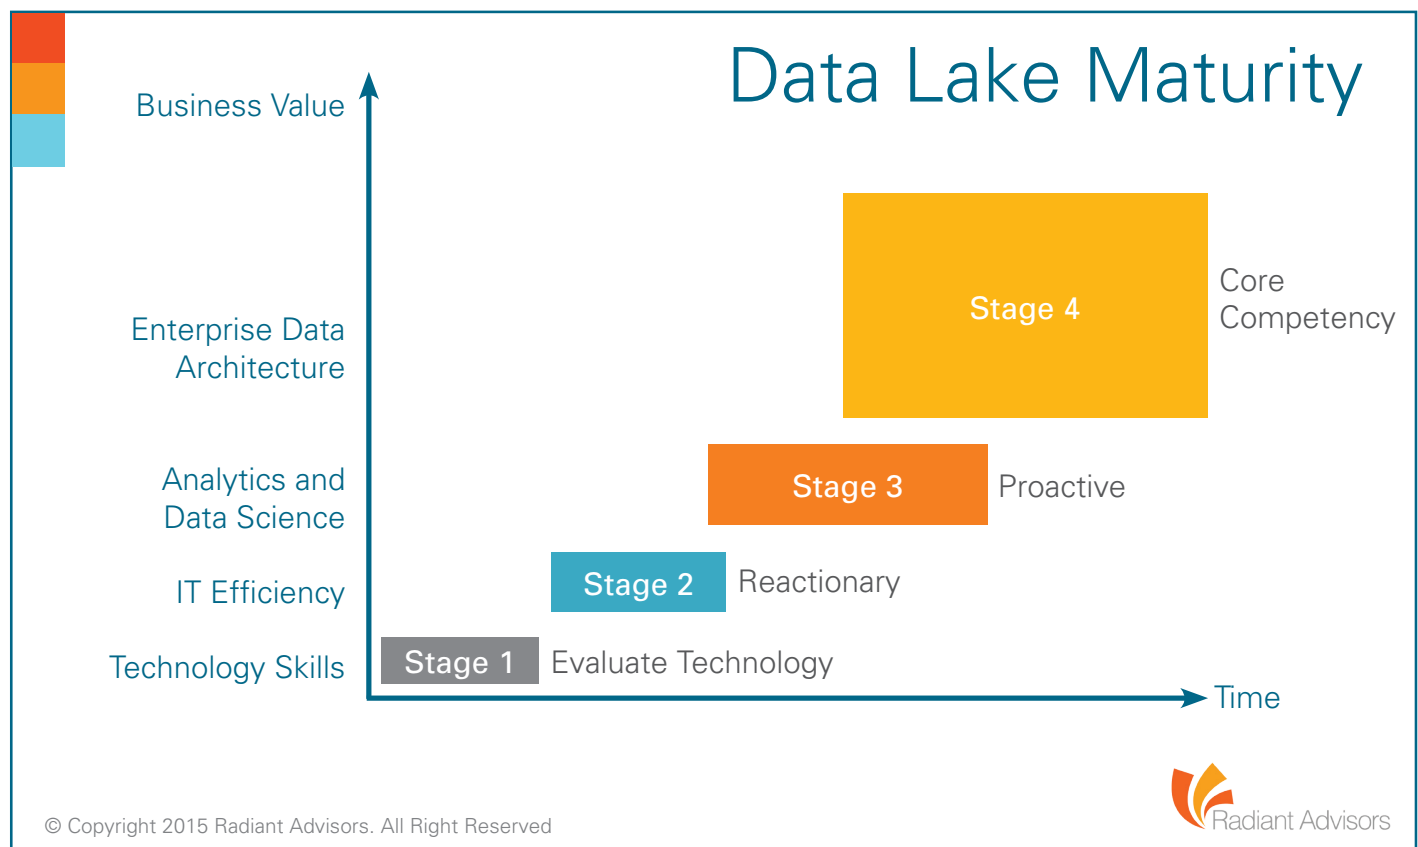 Data Lake Maturity
Business Value
Enterprise Data
Architecture
Analytics and
Data Science
IT Efficiency
Technology Skills
Stage 4
Core
Competency
Stage 3
Proactive
Stage 2
Reactionary
Stage 1
Evaluate Technology
Time
© Copyright 2015 Radiant Advisors. All Right Reserved
Radiant Advisors